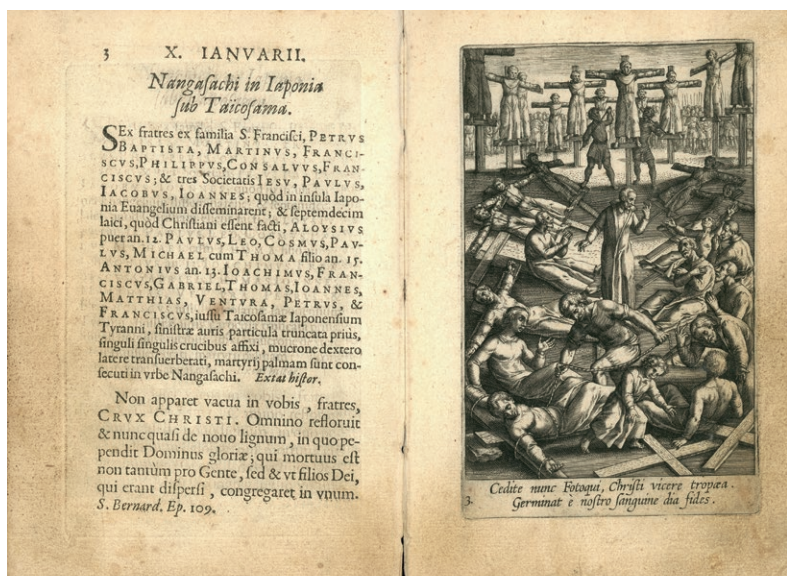 3 X. IANVARII.
Nangasachi in Iaponia
sub Taicosama.
SEx fratres ex familia S. Francisci, PETRVS
BAPTISTA, MARTINVS, FRANCI-
SCVS, PHILIPPVS, CONSALVVS, FRAN-
CISCVS; & tres Societatis IESV, PAVLVS,
IACOBVS, IOANNES; quòd in insula Iapo-
nia Euangelium disseminarent; & septemdecim
laici, quòd Christiani essent facti, ALOYSIVS
puer an. 12. PAVLVS, LEO, COSMVS, PAV-
LVS, MICHAEL cum THOMA filio an. 15.
ANTONIVS an. 13. IOACHIMVS, FRAN-
CISCVS, GABRIEL, THOMAS, IOANNES,
MATTHIAS, VENTVRA, PETRVS, &
FRANCISCVS, iussu Taicosamæ Iaponensium
Tyranni, sinistræ auris particula truncata priùs,
singuli singulis crucibus affixi, mucrone dextero
latere transuerberati, martyrij palmam sunt con-
secuti in vrbe Nangasachi. Extat histor.
Non apparet vacua in vobis, fratres,
CRVX CHRISTI. Omnino refloruit
& nunc quasi de nouo lignum, in quo pe-
pendit Dominus gloriæ; qui mortuus est
non tantùm pro Gente, sed & vt filios Dei,
qui erant dispersi, congregaret in vnum.
S. Bernard. Ep. 109.
Cedite nunc Fotoqui, Christi vicere tropæa.
3. Germinat e nostro sanguine dia fides.